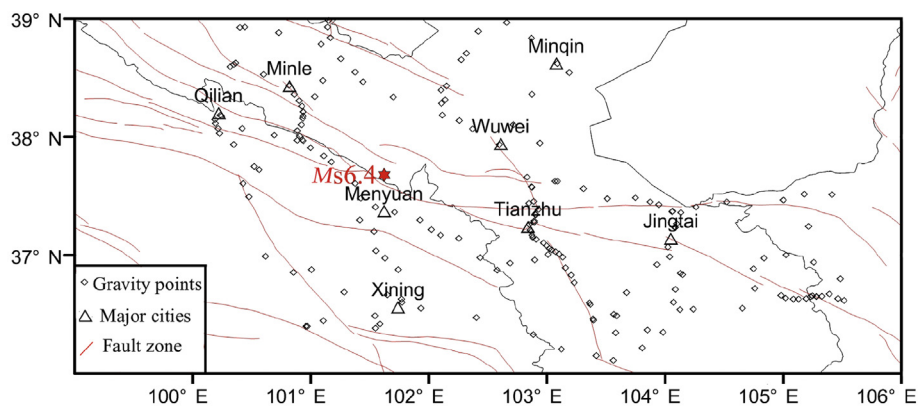 39° N
Minqin
Minle
Qilian
38° N
Wuwei
Ms6.4
Menyuan
Tianzhu
Jingtai
37° N
Gravity points
Xining
Major cities
Fault zone
100° E 101° E 102° E 103° E 104° E 105° E 106° E